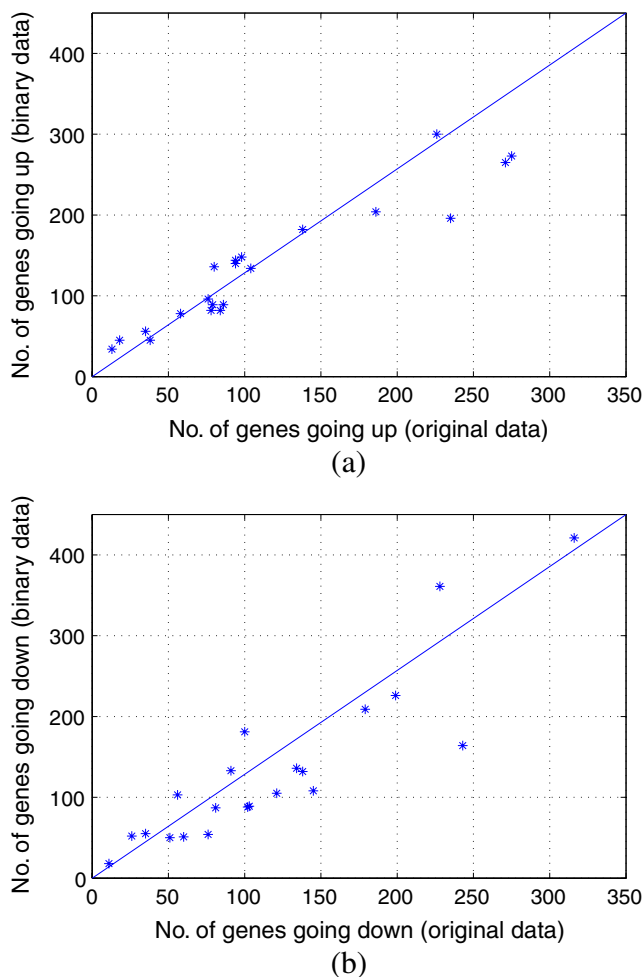 No. of genes going up (binary data)
400
300
200
100
0
0 50 100 150 200 250 300 350
No. of genes going up (original data)
(a)
No. of genes going down (binary data)
400
300
200
100
0
0 50 100 150 200 250 300 350
No. of genes going down (original data)
(b)